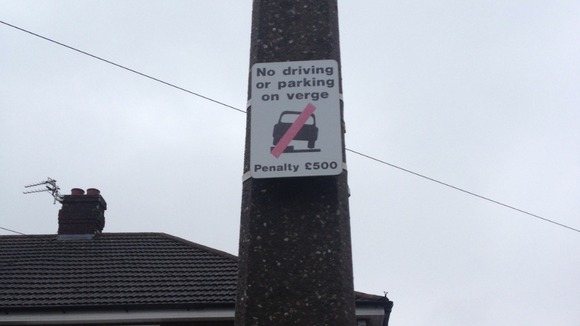 No driving
or parking
on verge
Penalty £500